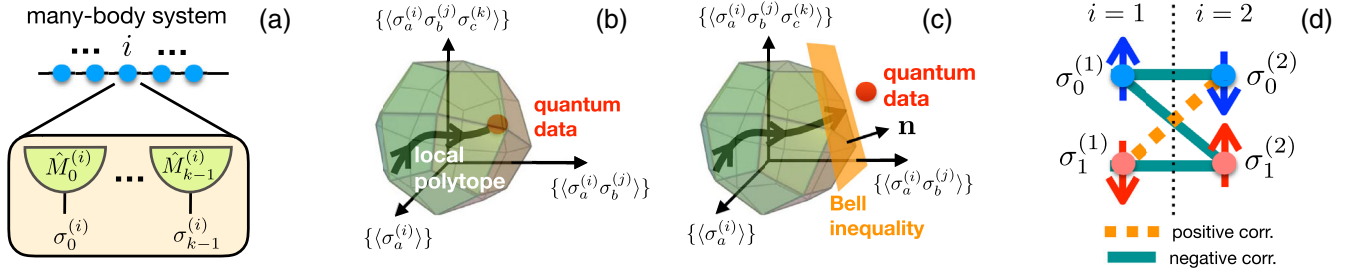 many-body system
(a)
... i ...
M̂₀⁽ⁱ⁾ ... M̂ₖ₋₁⁽ⁱ⁾
σ₀⁽ⁱ⁾ σₖ₋₁⁽ⁱ⁾
(b)
{⟨σₐ⁽ⁱ⁾σ_b⁽ʲ⁾σ_c⁽ᵏ⁾⟩}
quantum
data
local
polytope
{⟨σₐ⁽ⁱ⁾σ_b⁽ʲ⁾⟩}
{⟨σₐ⁽ⁱ⁾⟩}
(c)
{⟨σₐ⁽ⁱ⁾σ_b⁽ʲ⁾σ_c⁽ᵏ⁾⟩}
quantum
data
n
local
polytope
{⟨σₐ⁽ⁱ⁾σ_b⁽ʲ⁾⟩}
Bell
inequality
{⟨σₐ⁽ⁱ⁾⟩}
i = 1 i = 2
(d)
σ₀⁽¹⁾ σ₀⁽²⁾
σ₁⁽¹⁾ σ₁⁽²⁾
positive corr.
negative corr.